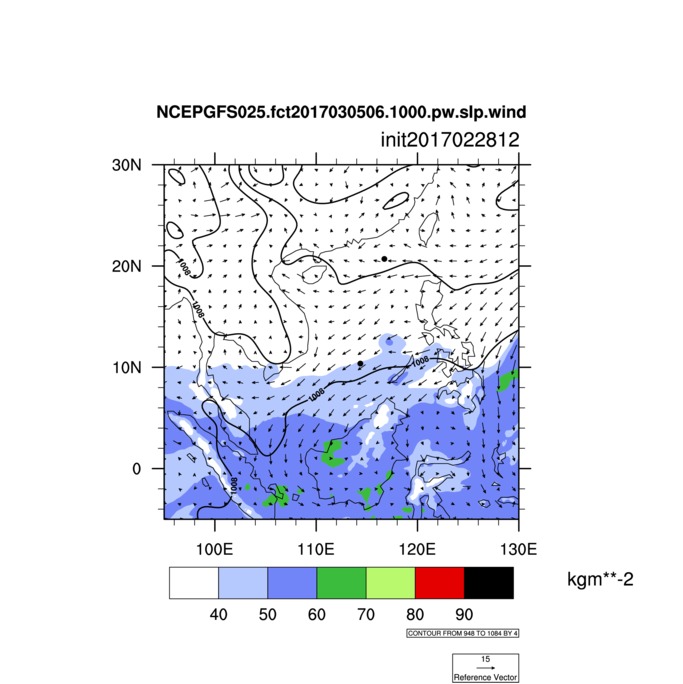 NCEPGFS025.fct2017030506.1000.pw.slp.wind
init2017022812
30N
20N
10N
0
1008
1008
1008
1008
1008
100E
110E
120E
130E
kgm**-2
40
50
60
70
80
90
CONTOUR FROM 948 TO 1084 BY 4
15
Reference Vector